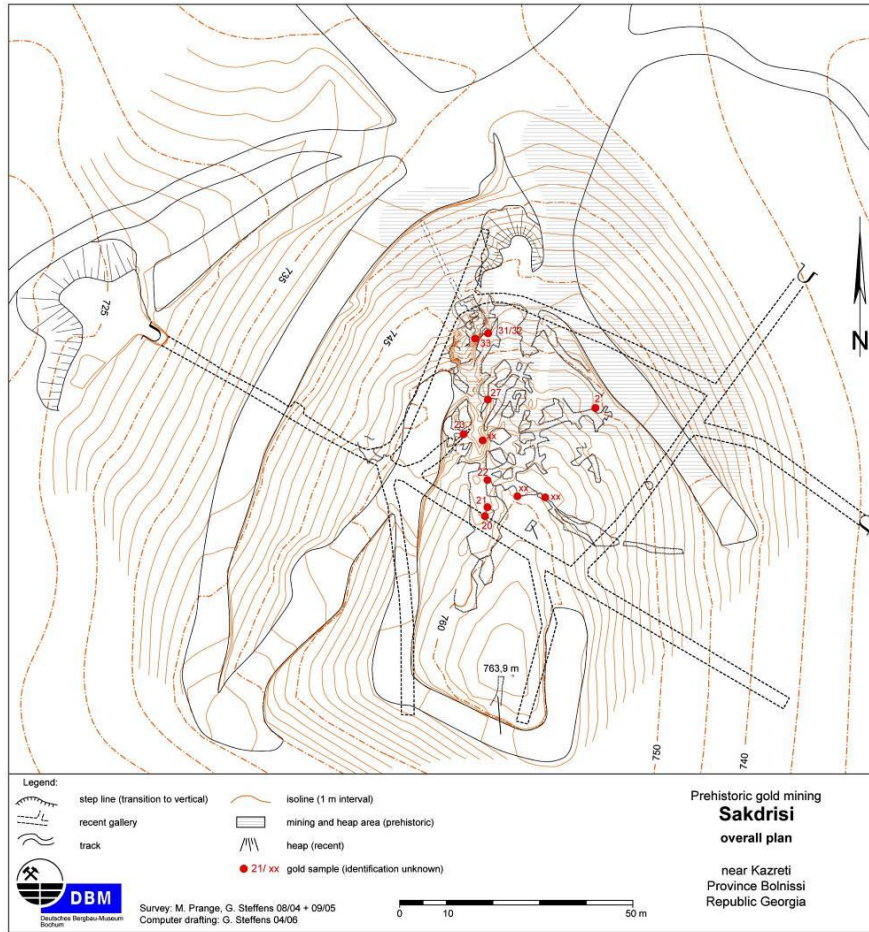 735
725
745
31/32
33
27
2'
23
xx
22
xx
xx
21
20
760
763,9 m
750
740
N
Legend:
step line (transition to vertical)
recent gallery
track
isoline (1 m interval)
mining and heap area (prehistoric)
heap (recent)
21/ xx gold sample (identification unknown)
Prehistoric gold mining
Sakdrisi
overall plan
near Kazreti
Province Bolnissi
Republic Georgia
DBM
Deutsches Bergbau-Museum
Bochum
Survey: M. Prange, G. Steffens 08/04 + 09/05
Computer drafting: G. Steffens 04/06
0 10 50 m